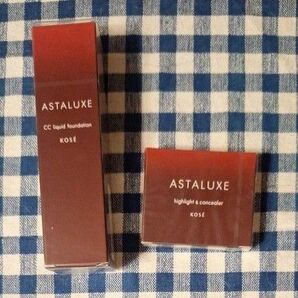 ASTALUXE
CC liquid foundation
KOSÉ
ASTALUXE
highlight & concealer
KOSÉ